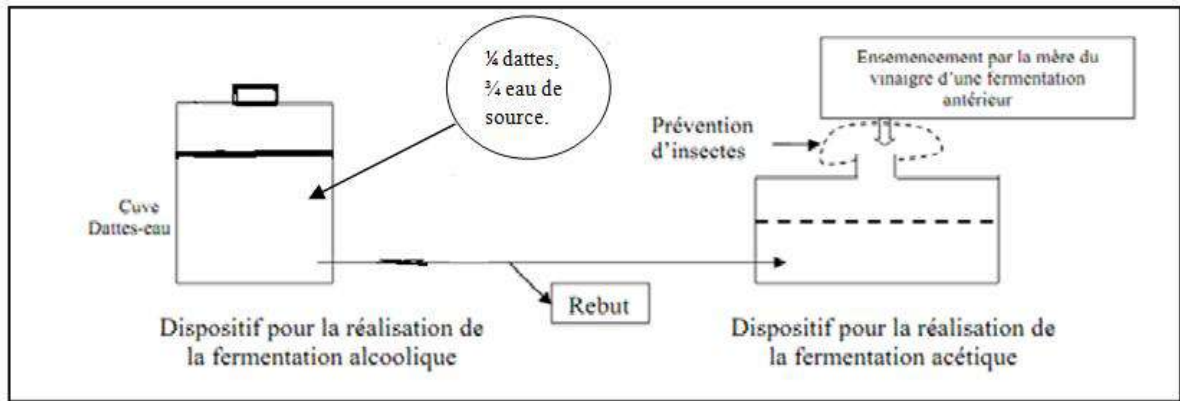 ¼ dattes,
¾ eau de
source.
Ensemencement par la mère du
vinaigre d'une fermentation
antérieur
Prévention
d'insectes
Cuve
Dattes-eau
Rebut
Dispositif pour la réalisation de
la fermentation alcoolique
Dispositif pour la réalisation de
la fermentation acétique